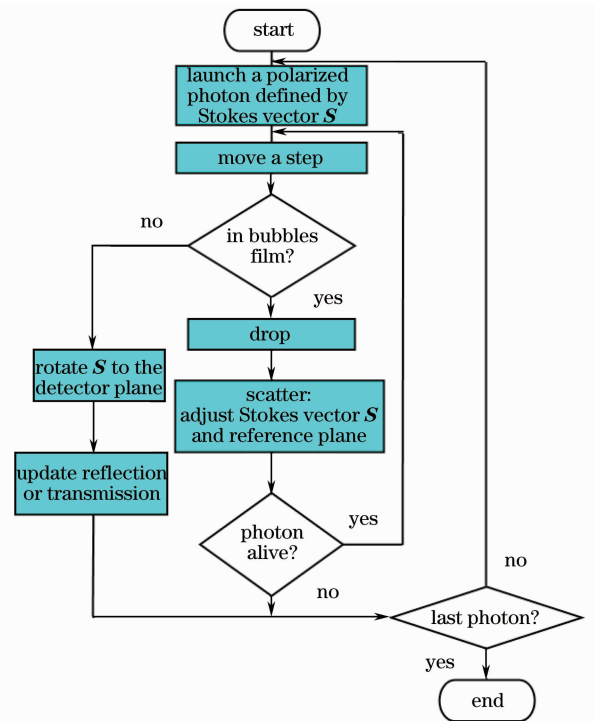 start
launch a polarized
photon defined by
Stokes vector S
move a step
no
in bubbles
film?
yes
drop
rotate S to the
detector plane
scatter:
adjust Stokes vector S
and reference plane
update reflection
or transmission
photon
alive?
yes
no
no
last photon?
yes
end